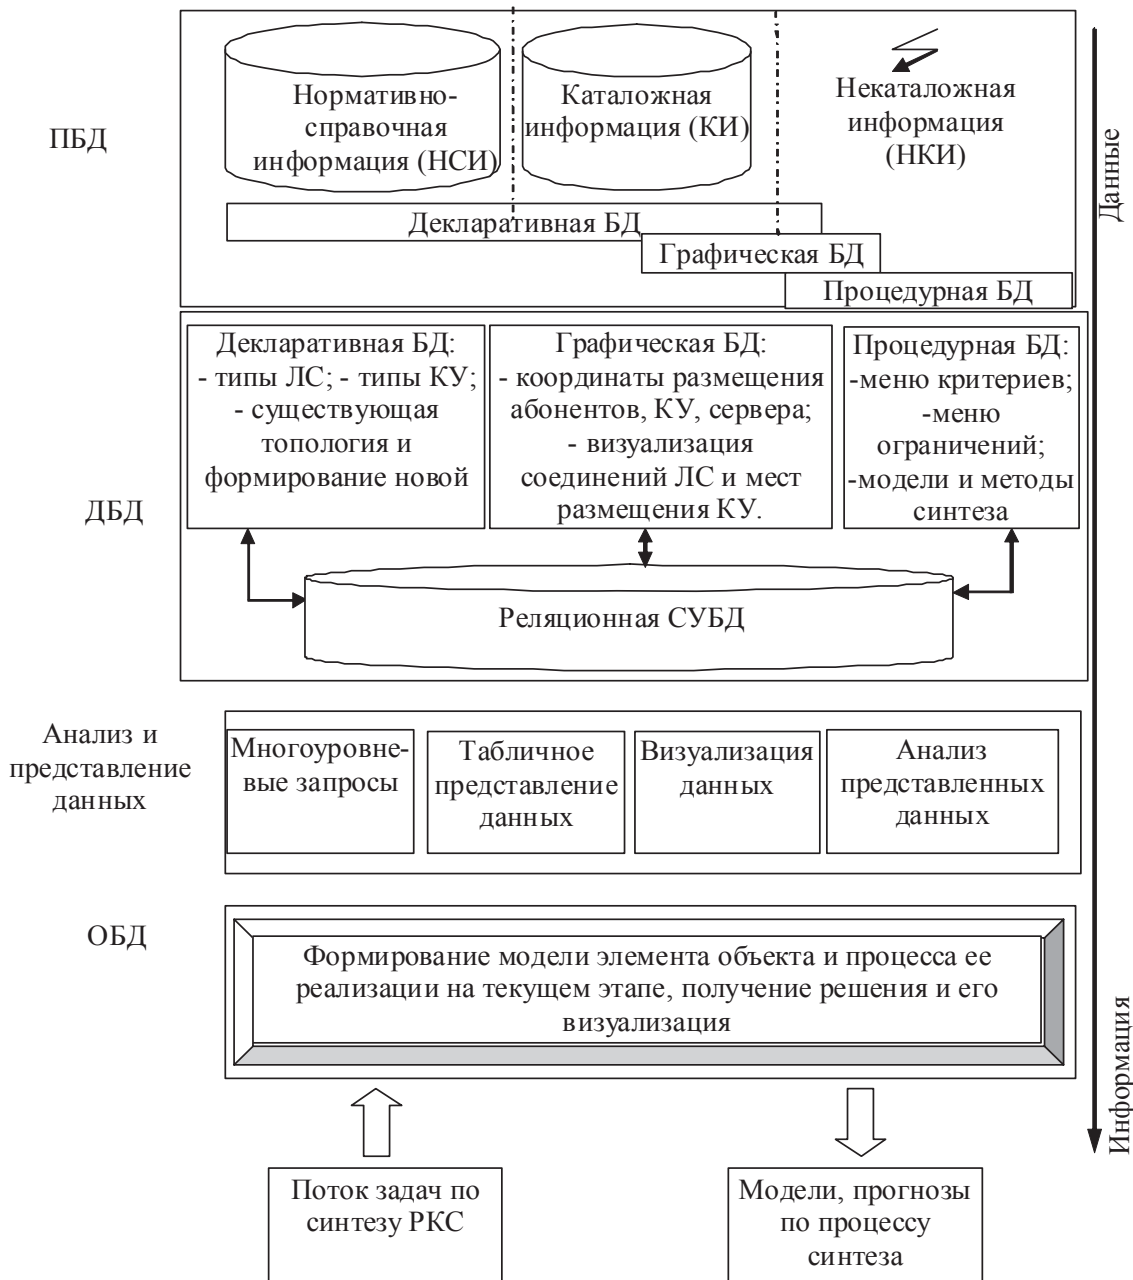 ПБД
Нормативно-
справочная
информация (НСИ)
Каталожная
информация (КИ)
Некаталожная
информация
(НКИ)
Декларативная БД
Графическая БД
Процедурная БД
Данные
ДБД
Декларативная БД:
- типы ЛС; - типы КУ;
- существующая
топология и
формирование новой
Графическая БД:
- координаты размещения
абонентов, КУ, сервера;
- визуализация
соединений ЛС и мест
размещения КУ.
Процедурная БД:
-меню критериев;
-меню
ограничений;
-модели и методы
синтеза
Реляционная СУБД
Анализ и
представление
данных
Многоуровне-
вые запросы
Табличное
представление
данных
Визуализация
данных
Анализ
представленных
данных
ОБД
Формирование модели элемента объекта и процесса ее
реализации на текущем этапе, получение решения и его
визуализация
Информация
Поток задач по
синтезу РКС
Модели, прогнозы
по процессу
синтеза